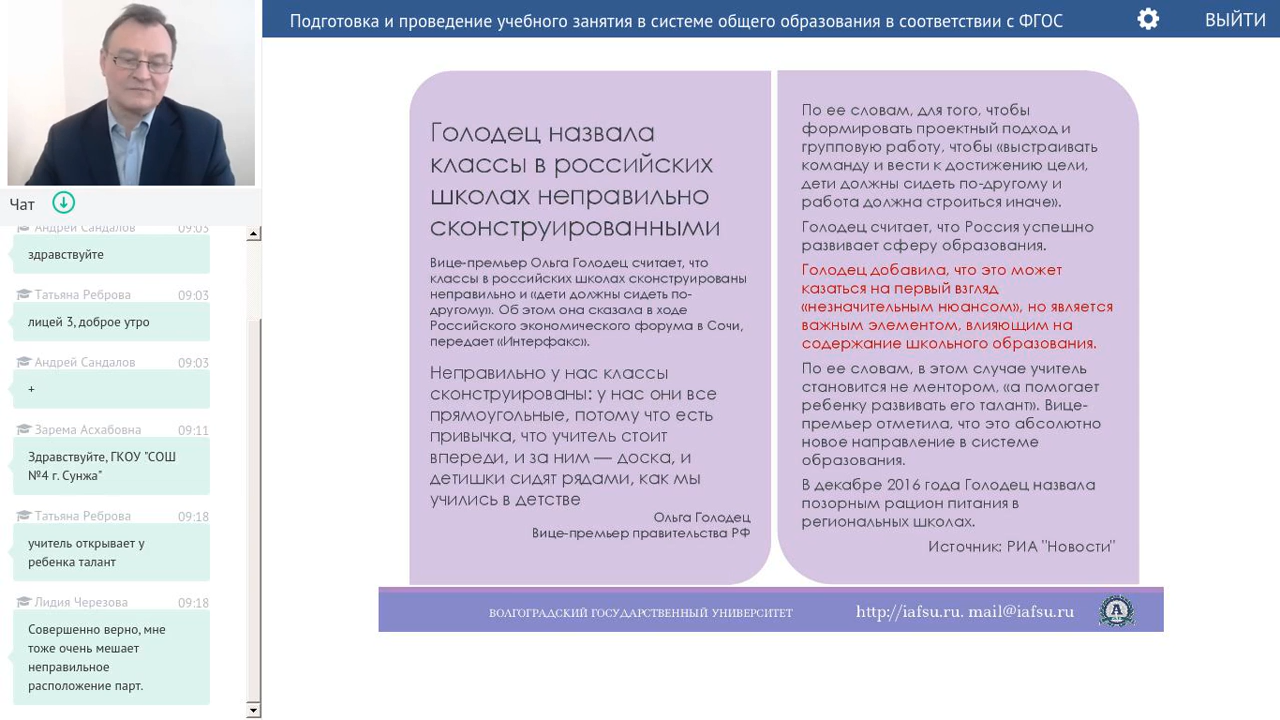 Подготовка и проведение учебного занятия в системе общего образования в соответствии с ФГОС
ВЫЙТИ
Чат
Андрей Сандалов 09:03
здравствуйте
Татьяна Реброва 09:03
лицей 3, доброе утро
Андрей Сандалов 09:03
+
Зарема Асхабовна 09:11
Здравствуйте, ГКОУ "СОШ
№4 г. Сунжа"
Татьяна Реброва 09:18
учитель открывает у
ребенка талант
Лидия Черезова 09:18
Совершенно верно, мне
тоже очень мешает
неправильное
расположение парт.
Голодец назвала
классы в российских
школах неправильно
сконструированными
Вице-премьер Ольга Голодец считает, что
классы в российских школах сконструированы
неправильно и «дети должны сидеть по-
другому». Об этом она сказала в ходе
Российского экономического форума в Сочи,
передает «Интерфакс».
Неправильно у нас классы
сконструированы: у нас они все
прямоугольные, потому что есть
привычка, что учитель стоит
впереди, и за ним — доска, и
детишки сидят рядами, как мы
учились в детстве
Ольга Голодец
Вице-премьер правительства РФ
По ее словам, для того, чтобы
формировать проектный подход и
групповую работу, чтобы «выстраивать
команду и вести к достижению цели,
дети должны сидеть по-другому и
работа должна строиться иначе».
Голодец считает, что Россия успешно
развивает сферу образования.
Голодец добавила, что это может
казаться на первый взгляд
«незначительным нюансом», но является
важным элементом, влияющим на
содержание школьного образования.
По ее словам, в этом случае учитель
становится не ментором, «а помогает
ребенку развивать его талант». Вице-
премьер отметила, что это абсолютно
новое направление в системе
образования.
В декабре 2016 года Голодец назвала
позорным рацион питания в
региональных школах.
Источник: РИА "Новости"
ВОЛГОГРАДСКИЙ ГОСУДАРСТВЕННЫЙ УНИВЕРСИТЕТ
http://iafsu.ru. mail@iafsu.ru